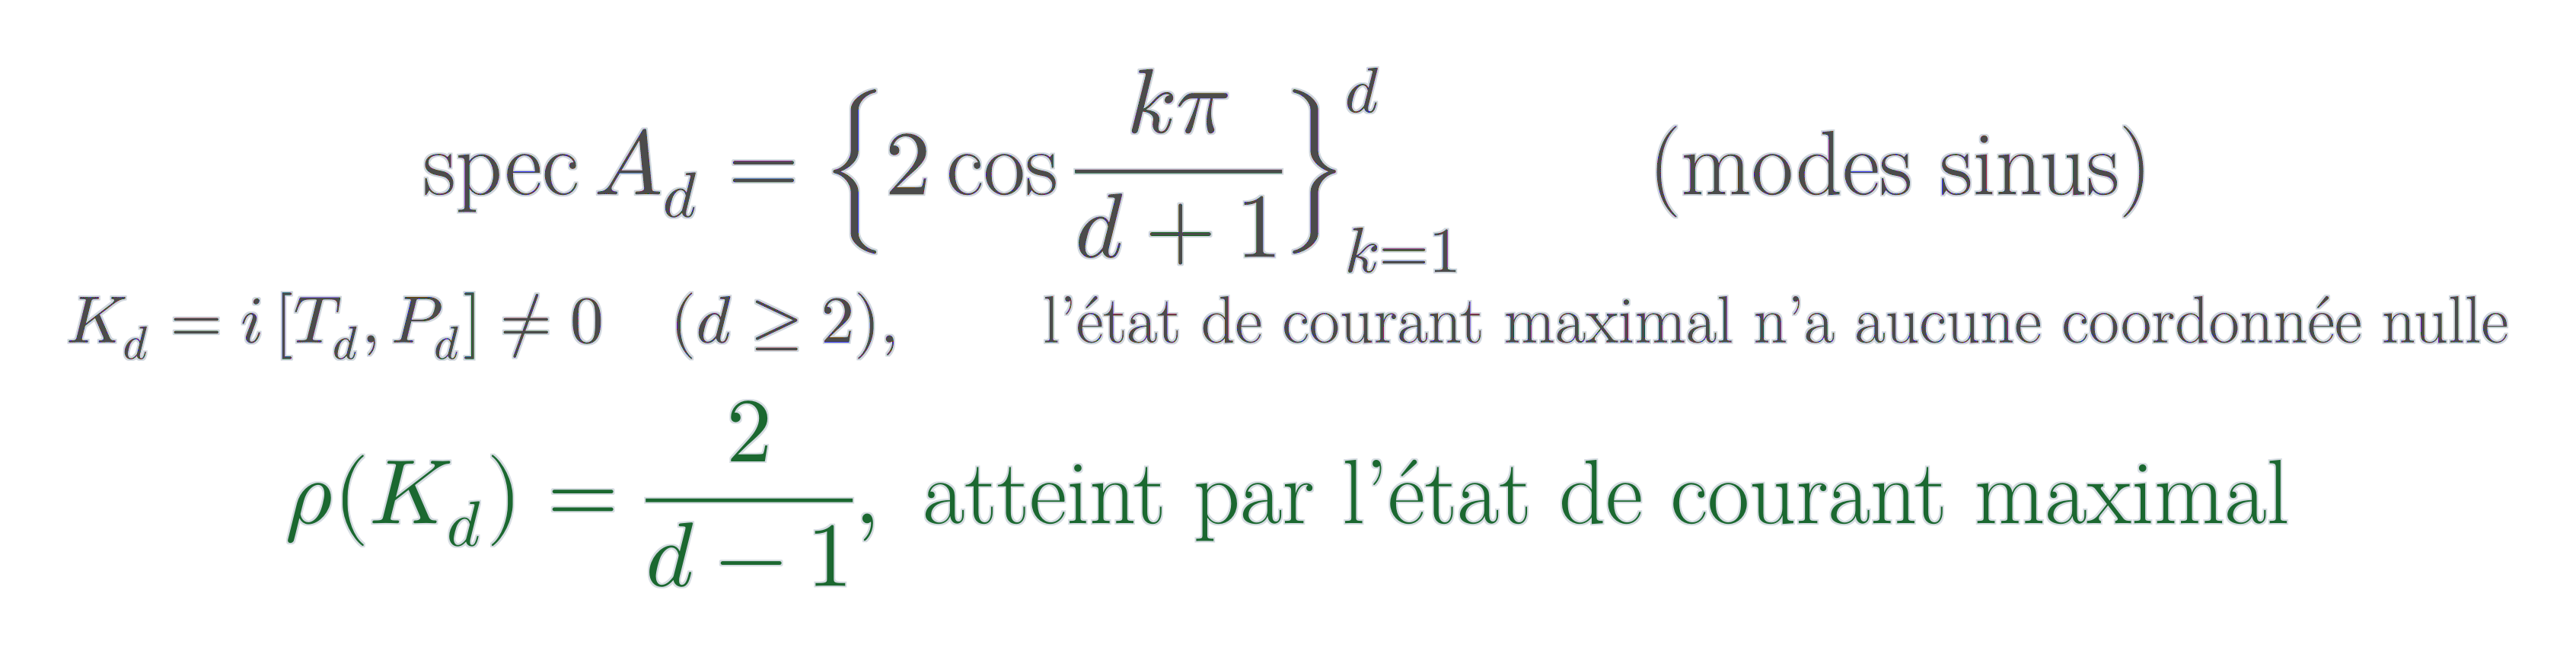 spec A_d = { 2 cos kπ/(d + 1) }_{k=1}^{d} (modes sinus)
K_d = i [T_d, P_d] ≠ 0 (d ≥ 2), l’état de courant maximal n’a aucune coordonnée nulle
ρ(K_d) = 2/(d − 1), atteint par l’état de courant maximal